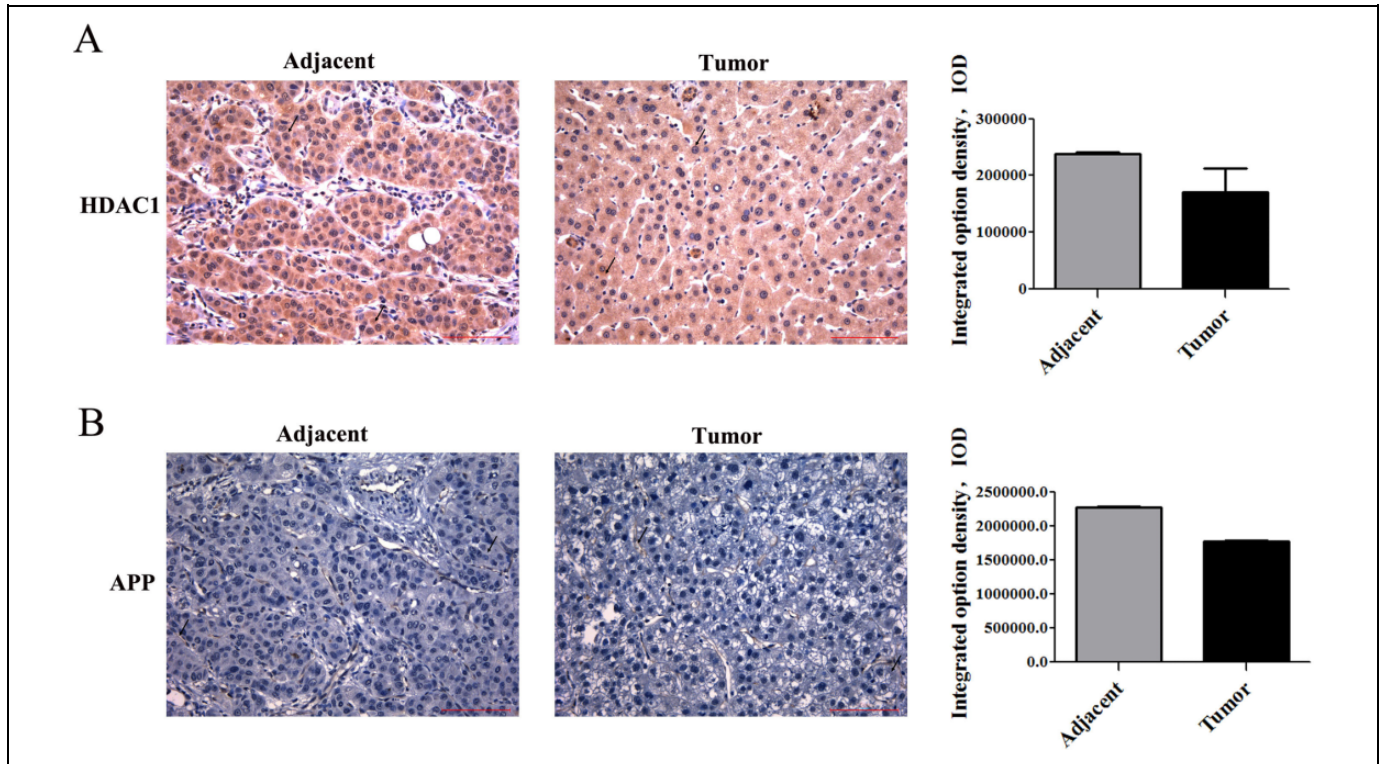 A
Adjacent
Tumor
HDAC1
Integrated option density, IOD
300000
200000
100000
0
Adjacent
Tumor
B
Adjacent
Tumor
APP
Integrated option density, IOD
2500000.0
2000000.0
1500000.0
1000000.0
500000.0
0.0
Adjacent
Tumor